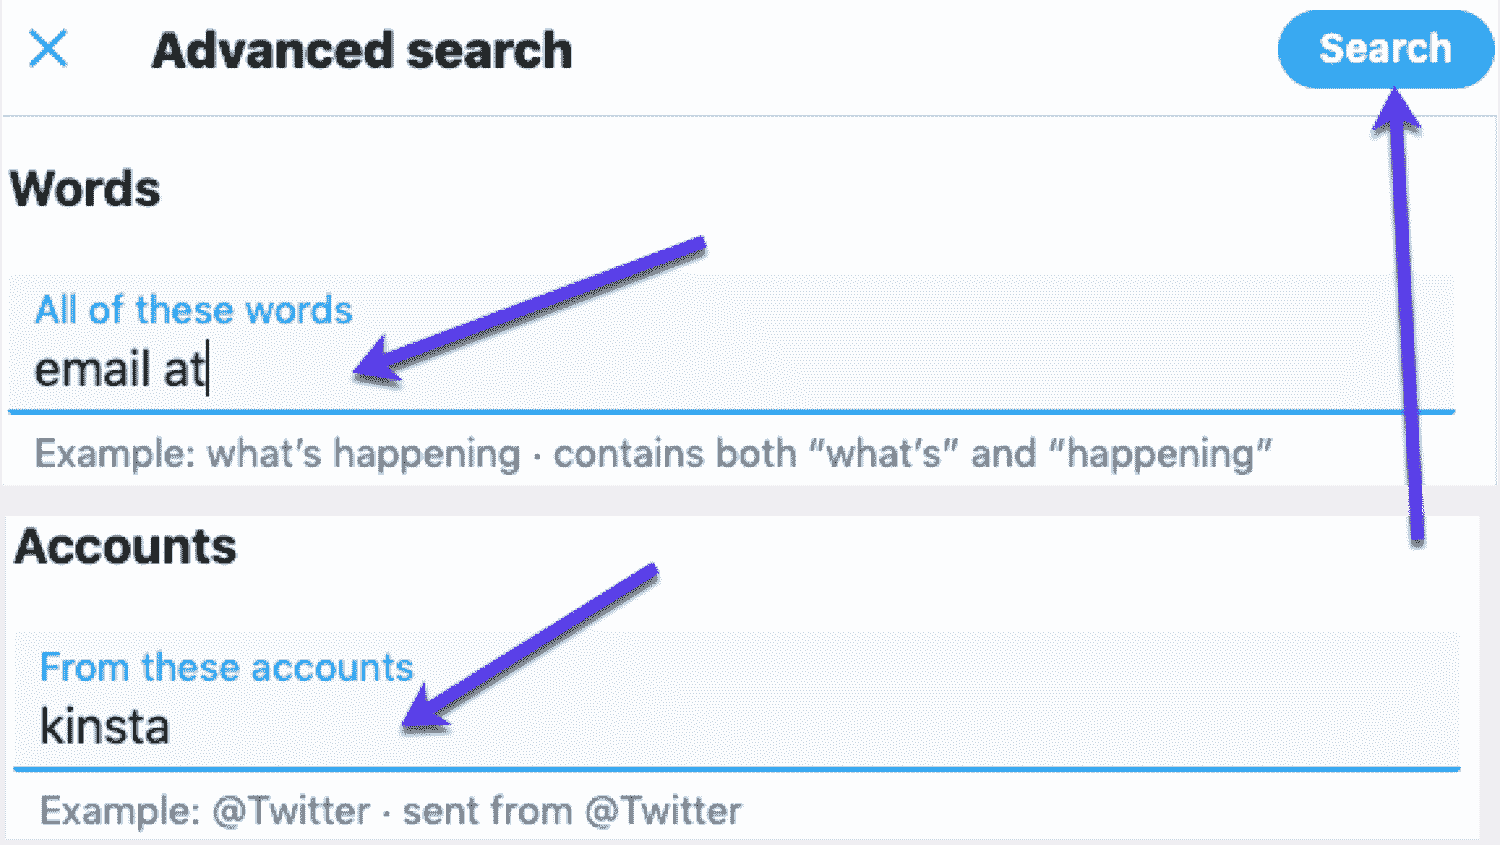 Advanced search
Search
Words
All of these words
email at
Example: what’s happening · contains both “what’s” and “happening”
Accounts
From these accounts
kinsta
Example: @Twitter · sent from @Twitter